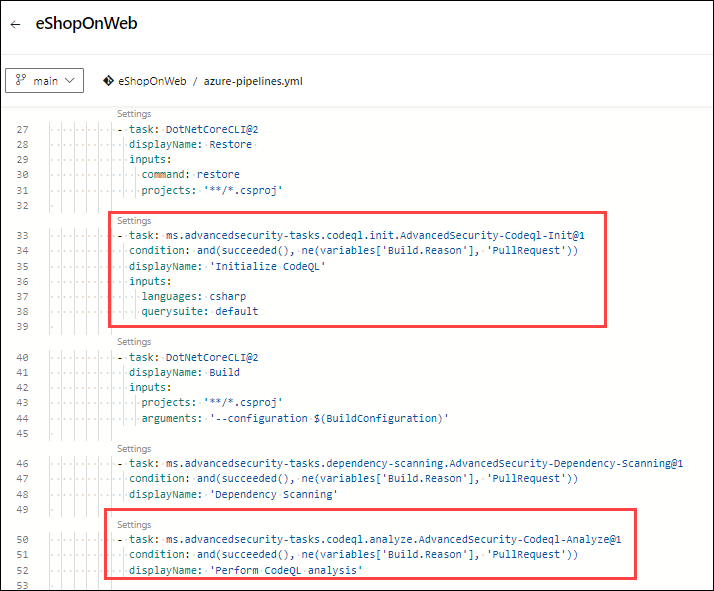 ← eShopOnWeb
main eShopOnWeb / azure-pipelines.yml
Settings
27 - task: DotNetCoreCLI@2
28 displayName: Restore
29 inputs:
30 command: restore
31 projects: '**/*.csproj'
32
Settings
33 - task: ms.advancedsecurity-tasks.codeql.init.AdvancedSecurity-Codeql-Init@1
34 condition: and(succeeded(), ne(variables['Build.Reason'], 'PullRequest'))
35 displayName: 'Initialize CodeQL'
36 inputs:
37 languages: csharp
38 querysuite: default
39
Settings
40 - task: DotNetCoreCLI@2
41 displayName: Build
42 inputs:
43 projects: '**/*.csproj'
44 arguments: '--configuration $(BuildConfiguration)'
45
Settings
46 - task: ms.advancedsecurity-tasks.dependency-scanning.AdvancedSecurity-Dependency-Scanning@1
47 condition: and(succeeded(), ne(variables['Build.Reason'], 'PullRequest'))
48 displayName: 'Dependency Scanning'
49
Settings
50 - task: ms.advancedsecurity-tasks.codeql.analyze.AdvancedSecurity-Codeql-Analyze@1
51 condition: and(succeeded(), ne(variables['Build.Reason'], 'PullRequest'))
52 displayName: 'Perform CodeQL analysis'
53